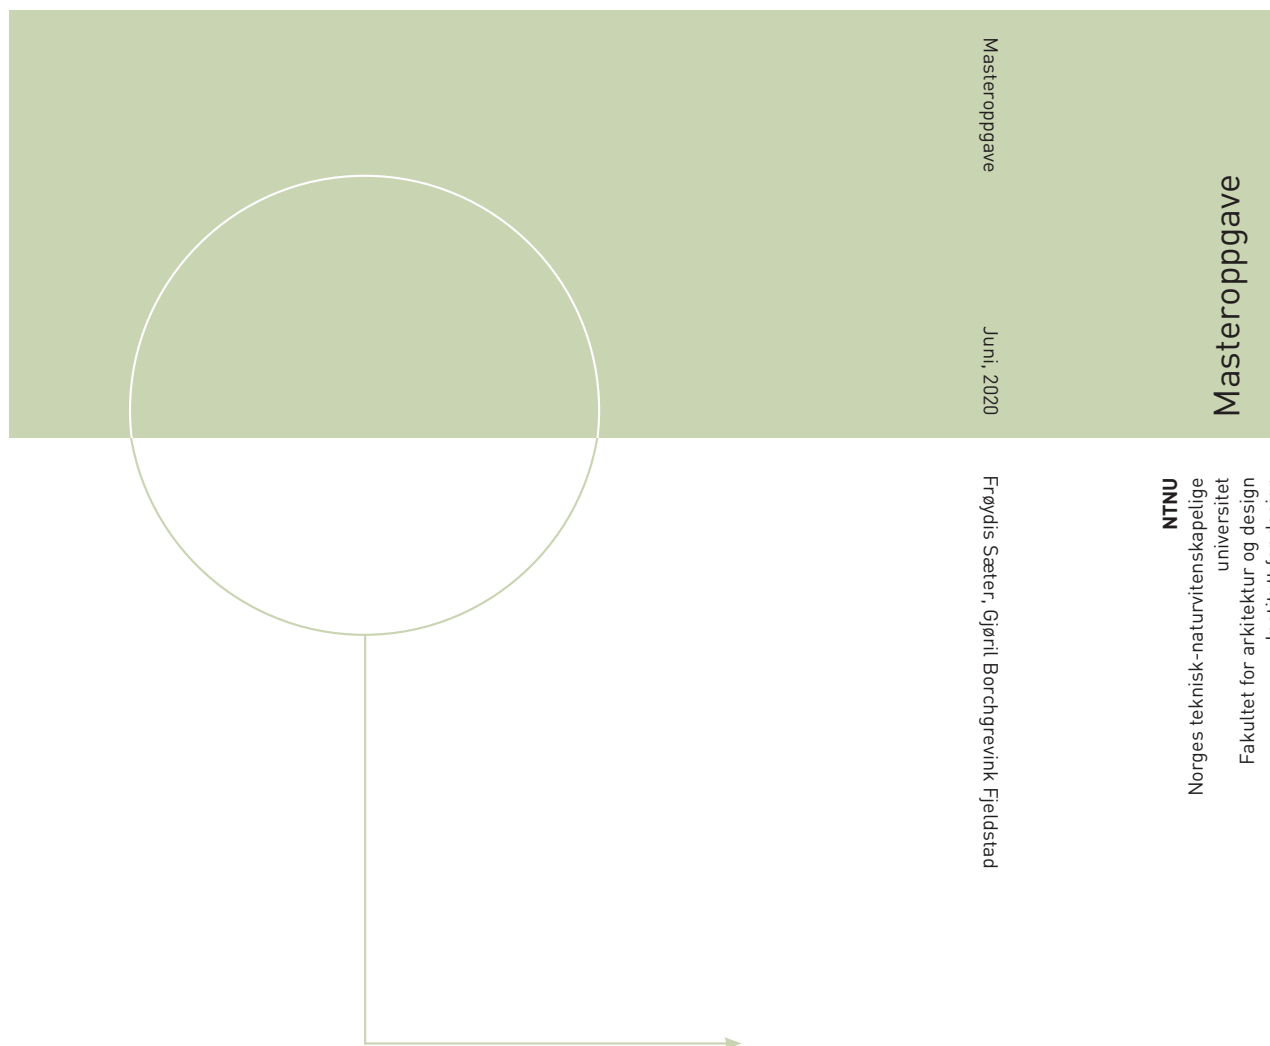 Masteroppgave
Juni, 2020
Frøydis Sæter, Gjøril Borchgrevink Fjeldstad
Masteroppgave
NTNU
Norges teknisk-naturvitenskapelige
universitet
Fakultet for arkitektur og design